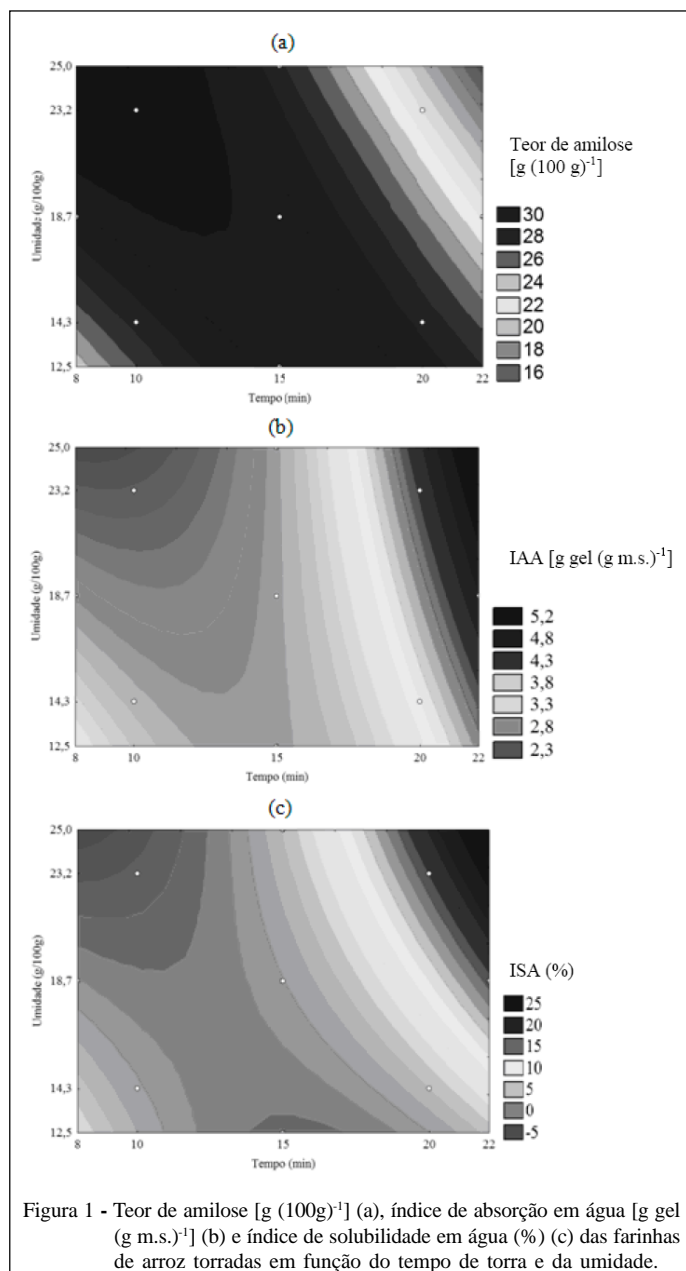 (a)
25,0
23,2
18,7
14,3
12,5
Umidade (g/100g)
8 10 15 20 22
Tempo (min)
Teor de amilose
[g (100 g)-1]
30
28
26
24
22
20
18
16
(b)
25,0
23,2
18,7
14,3
12,5
Umidade (g/100g)
8 10 15 20 22
Tempo (min)
IAA [g gel (g m.s.)-1]
5,2
4,8
4,3
3,8
3,3
2,8
2,3
(c)
25,0
23,2
18,7
14,3
12,5
Umidade (g/100g)
8 10 15 20 22
Tempo (min)
ISA (%)
25
20
15
10
5
0
-5
Figura 1 - Teor de amilose [g (100g)-1] (a), índice de absorção em água [g gel
(g m.s.)-1] (b) e índice de solubilidade em água (%) (c) das farinhas
de arroz torradas em função do tempo de torra e da umidade.